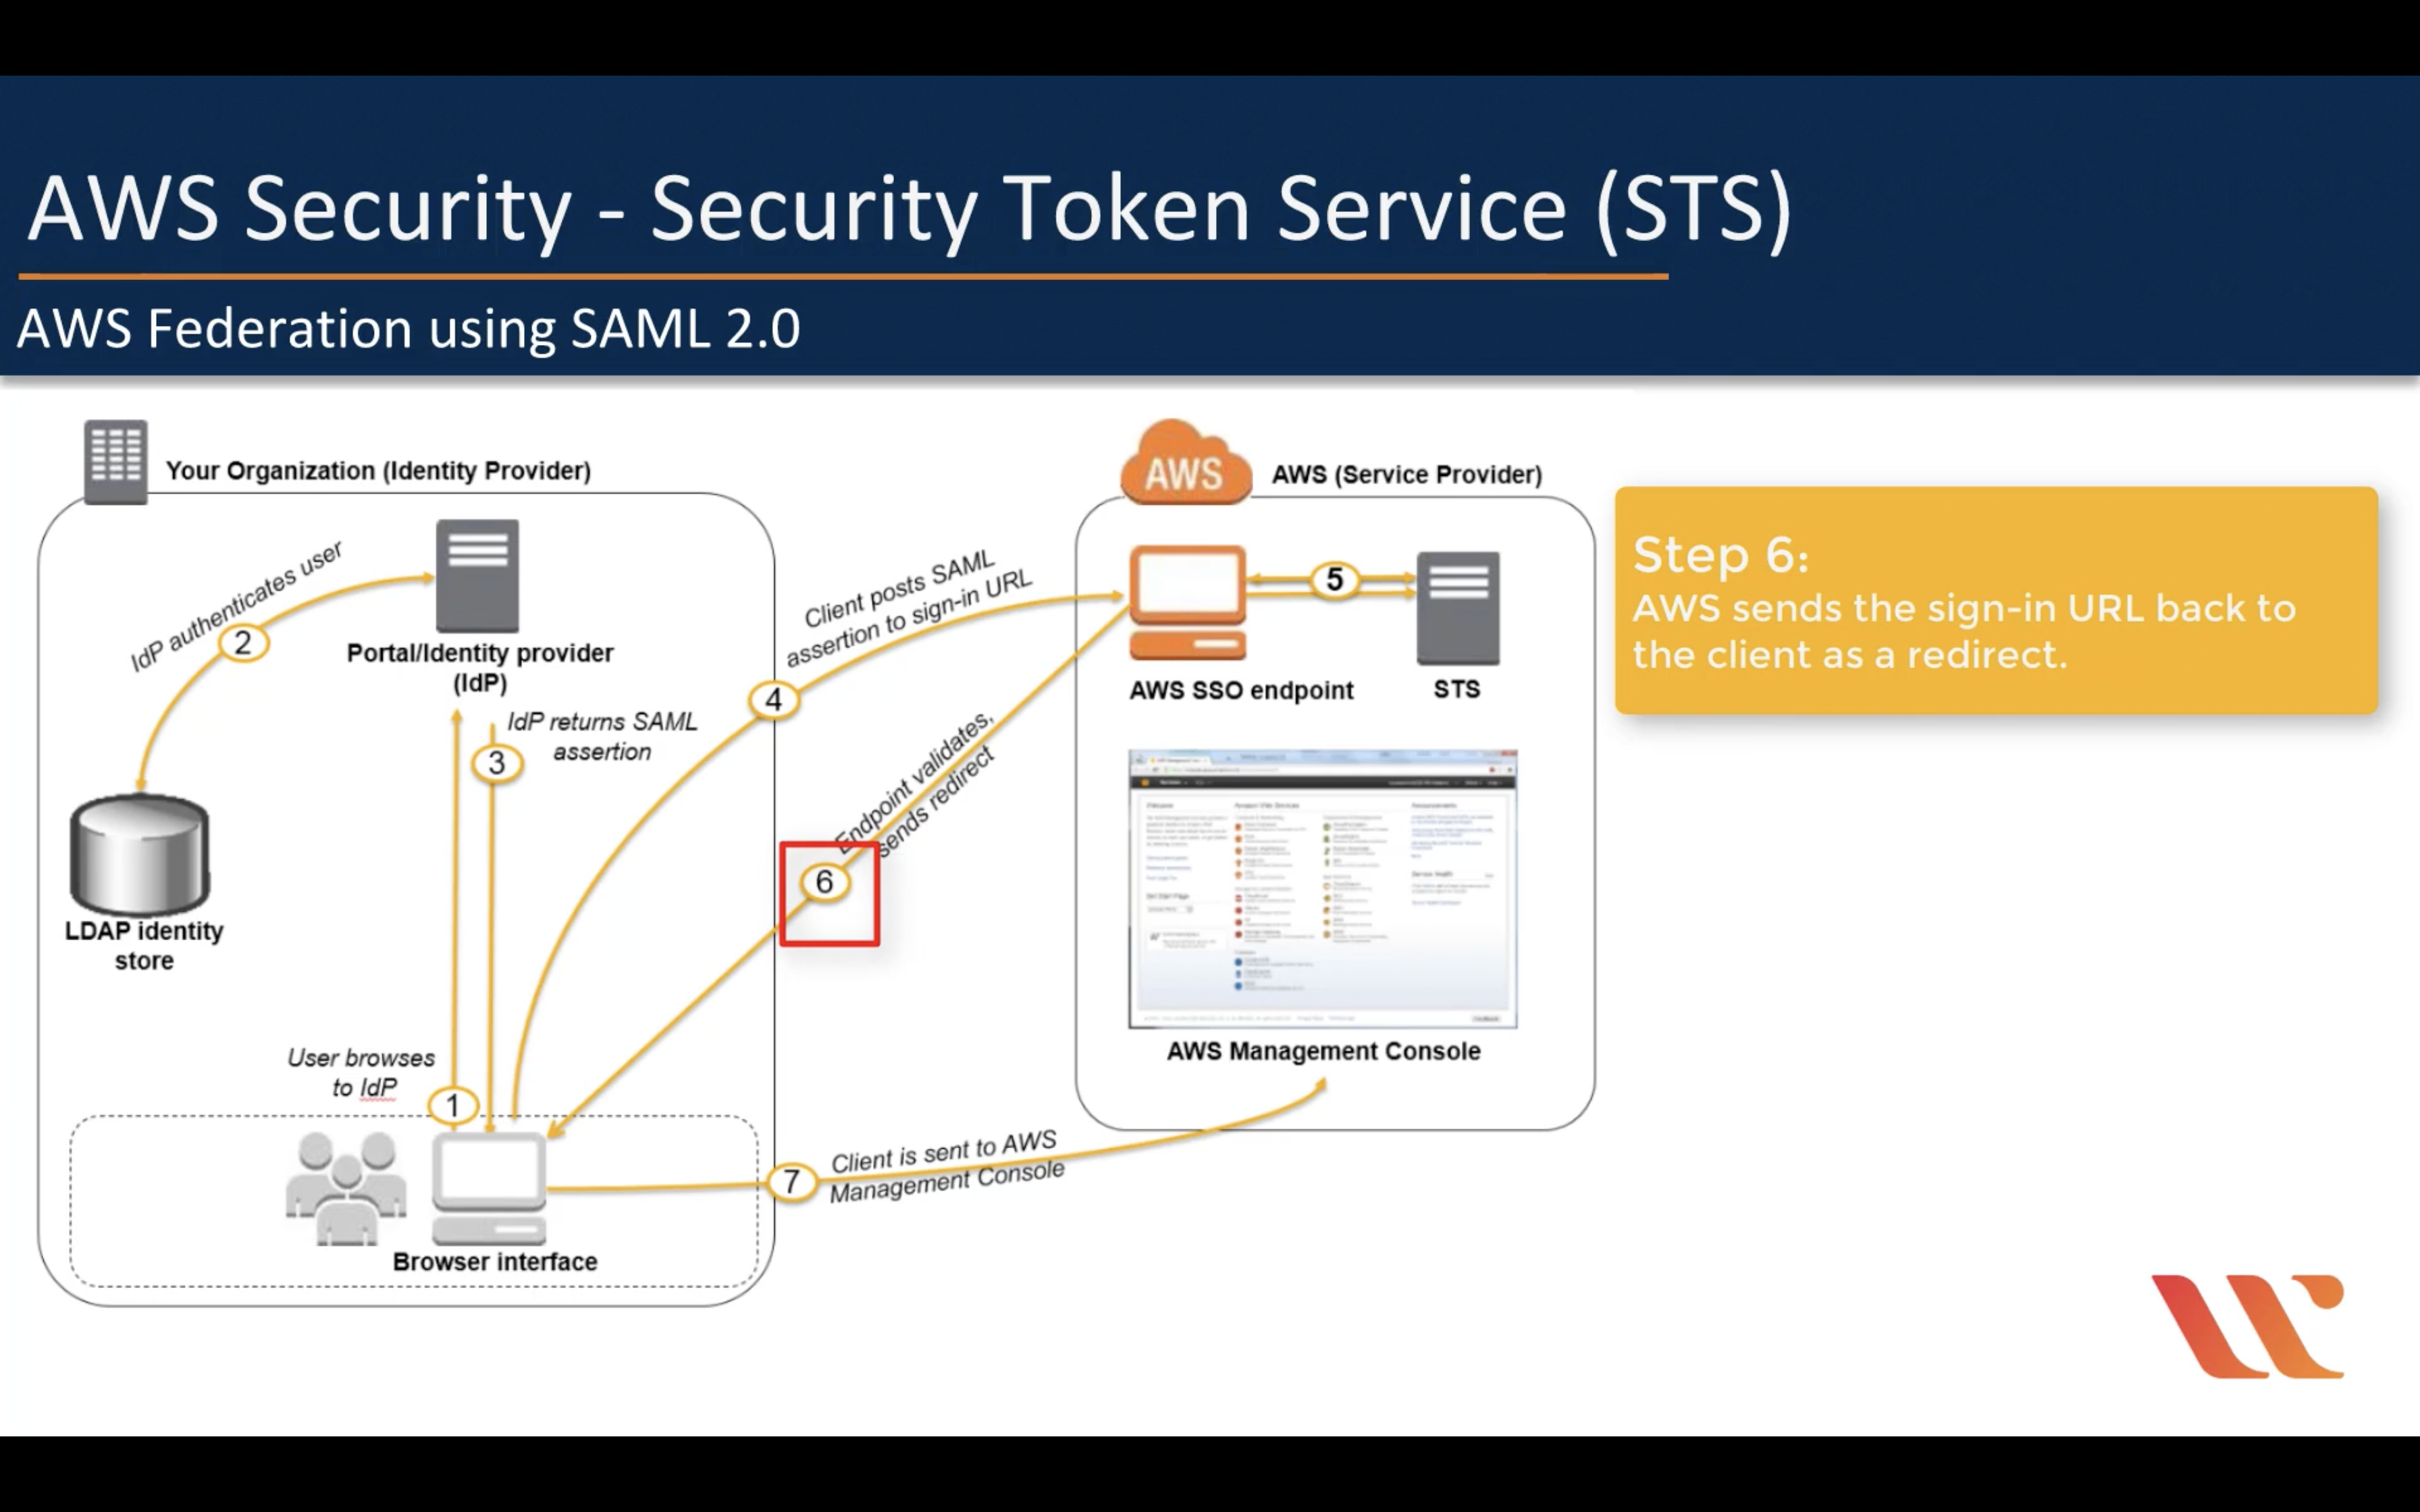 AWS Security - Security Token Service (STS)
AWS Federation using SAML 2.0
Your Organization (Identity Provider)
AWS
AWS (Service Provider)
IdP authenticates user
2
Portal/Identity provider
(IdP)
IdP returns SAML
assertion
3
LDAP identity
store
User browses
to IdP
1
Browser interface
Client posts SAML
assertion to sign-in URL
4
5
AWS SSO endpoint
STS
Endpoint validates,
sends redirect
6
AWS Management Console
7
Client is sent to AWS
Management Console
Step 6:
AWS sends the sign-in URL back to
the client as a redirect.